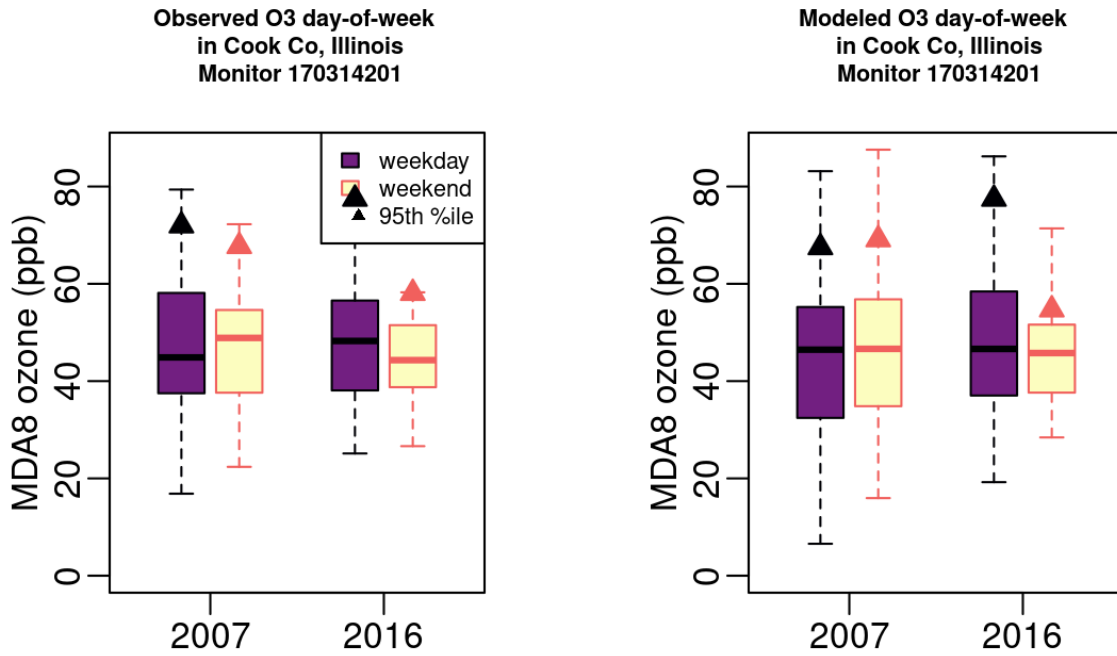 Observed O3 day-of-week
in Cook Co, Illinois
Monitor 170314201
MDA8 ozone (ppb)
80
60
40
20
0
weekday
weekend
95th %ile
2007 2016
Modeled O3 day-of-week
in Cook Co, Illinois
Monitor 170314201
MDA8 ozone (ppb)
80
60
40
20
0
2007 2016